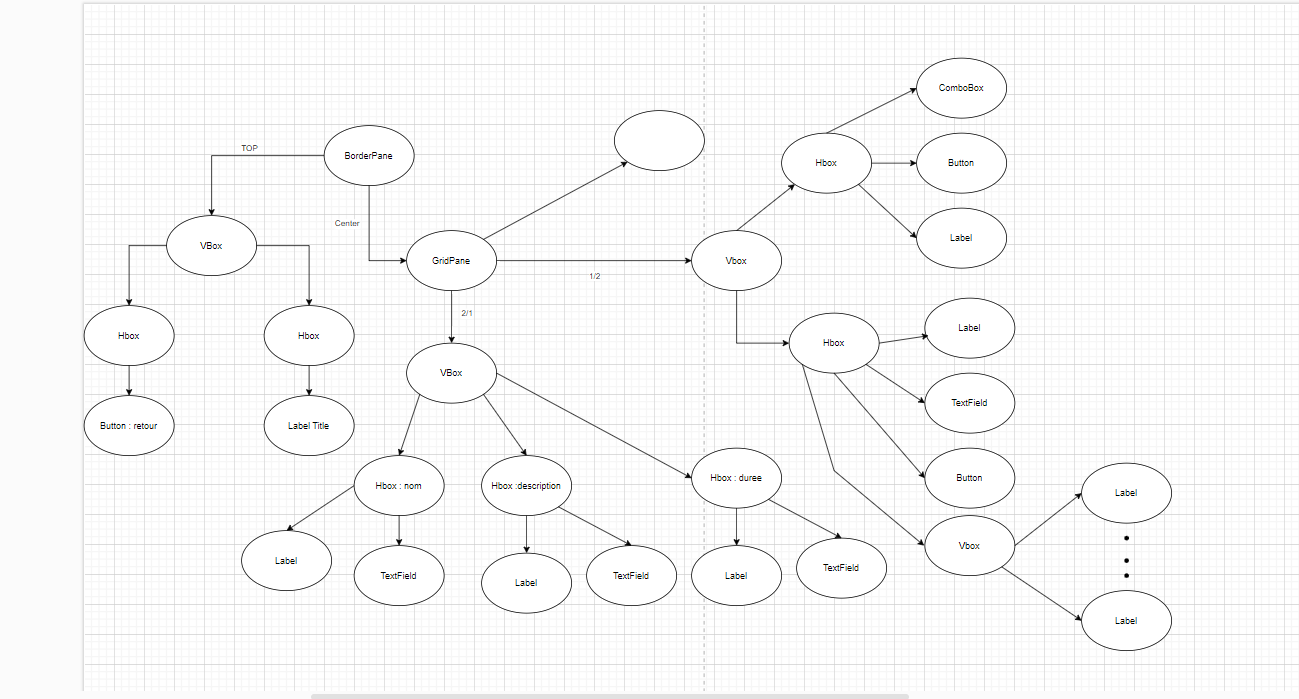 ComboBox
TOP
BorderPane
Hbox
Button
Center
VBox
GridPane
Vbox
Label
1/2
2/1
Hbox
Hbox
Hbox
Label
VBox
TextField
Button : retour
Label Title
Hbox : nom
Hbox :description
Hbox : duree
Button
Label
Vbox
Label
TextField
Label
TextField
Label
TextField
Label